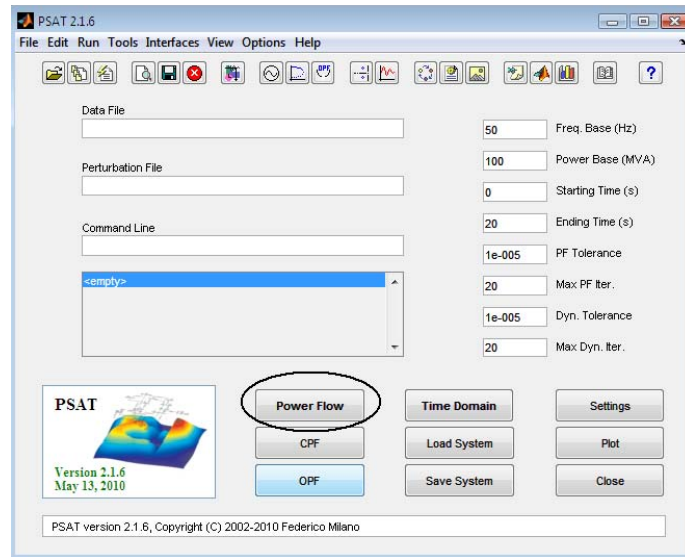 PSAT 2.1.6
File Edit Run Tools Interfaces View Options Help
OPF
?
Data File
50 Freq. Base (Hz)
100 Power Base (MVA)
Perturbation File
0 Starting Time (s)
20 Ending Time (s)
Command Line
1e-005 PF Tolerance
<empty>
20 Max PF Iter.
1e-005 Dyn. Tolerance
20 Max Dyn. Iter.
PSAT
Version 2.1.6
May 13, 2010
Power Flow Time Domain Settings
CPF Load System Plot
OPF Save System Close
PSAT version 2.1.6, Copyright (C) 2002-2010 Federico Milano